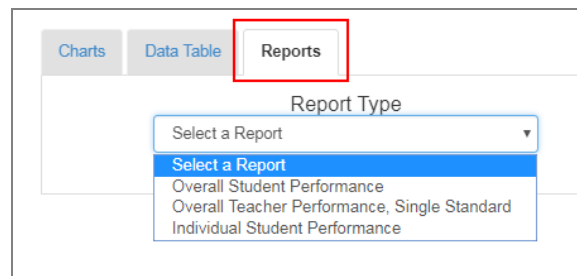 Charts Data Table Reports
Report Type
Select a Report
Select a Report
Overall Student Performance
Overall Teacher Performance, Single Standard
Individual Student Performance